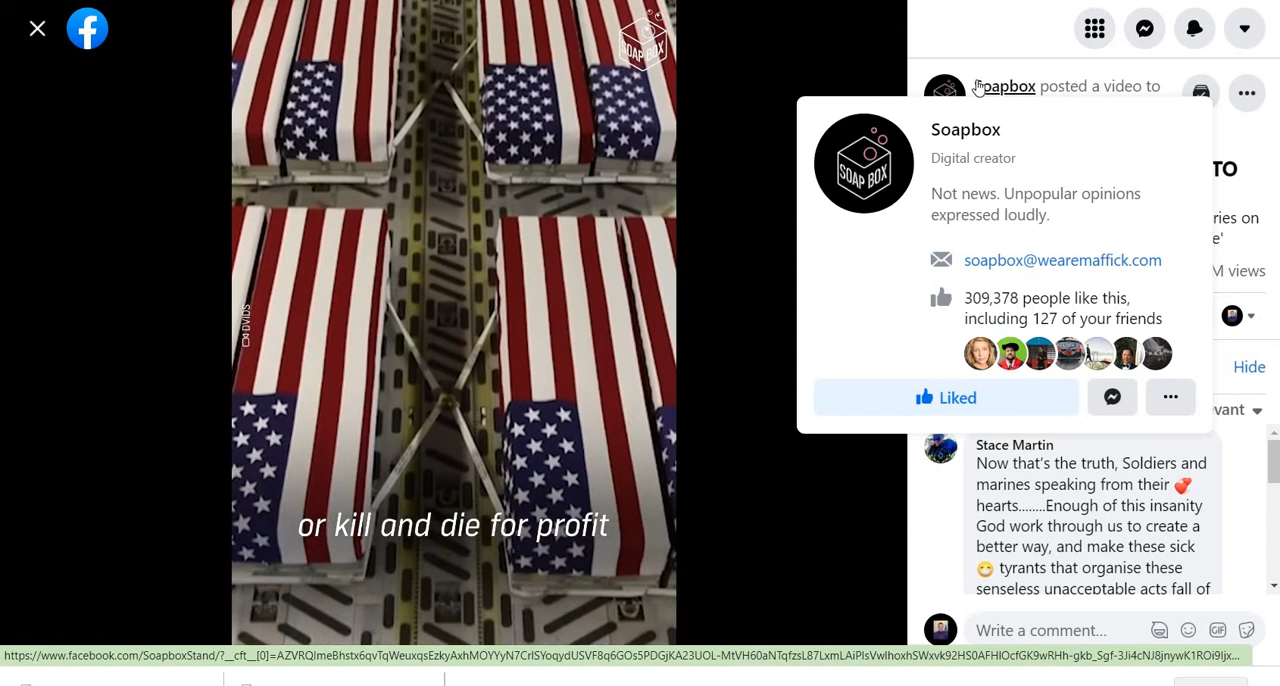 SOAP BOX
DVIDS
or kill and die for profit
Soapbox posted a video to
SOAP BOX
Soapbox
Digital creator
Not news. Unpopular opinions
expressed loudly.
soapbox@wearemaffick.com
309,378 people like this,
including 127 of your friends
Liked
TO
ries on
e'
M views
Hide
evant
Stace Martin
Now that's the truth, Soldiers and
marines speaking from their 💕
hearts........Enough of this insanity
God work through us to create a
better way, and make these sick
😷 tyrants that organise these
senseless unacceptable acts fall of
Write a comment...
GIF